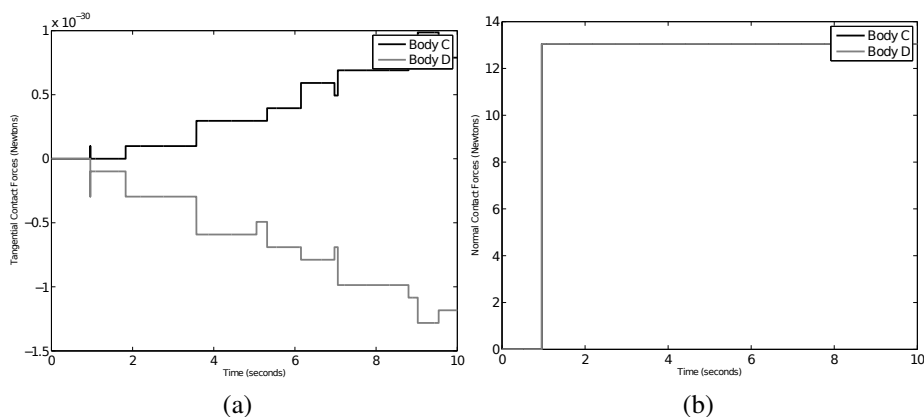 1 x 10⁻³⁰
Body C
Body D
0.5
0
−0.5
−1
−1.5
0 2 4 6 8 10
Tangential Contact Forces (Newtons)
Time (seconds)
(a)
14
12
10
8
6
4
2
0
Body C
Body D
0 2 4 6 8 10
Normal Contact Forces (Newtons)
Time (seconds)
(b)